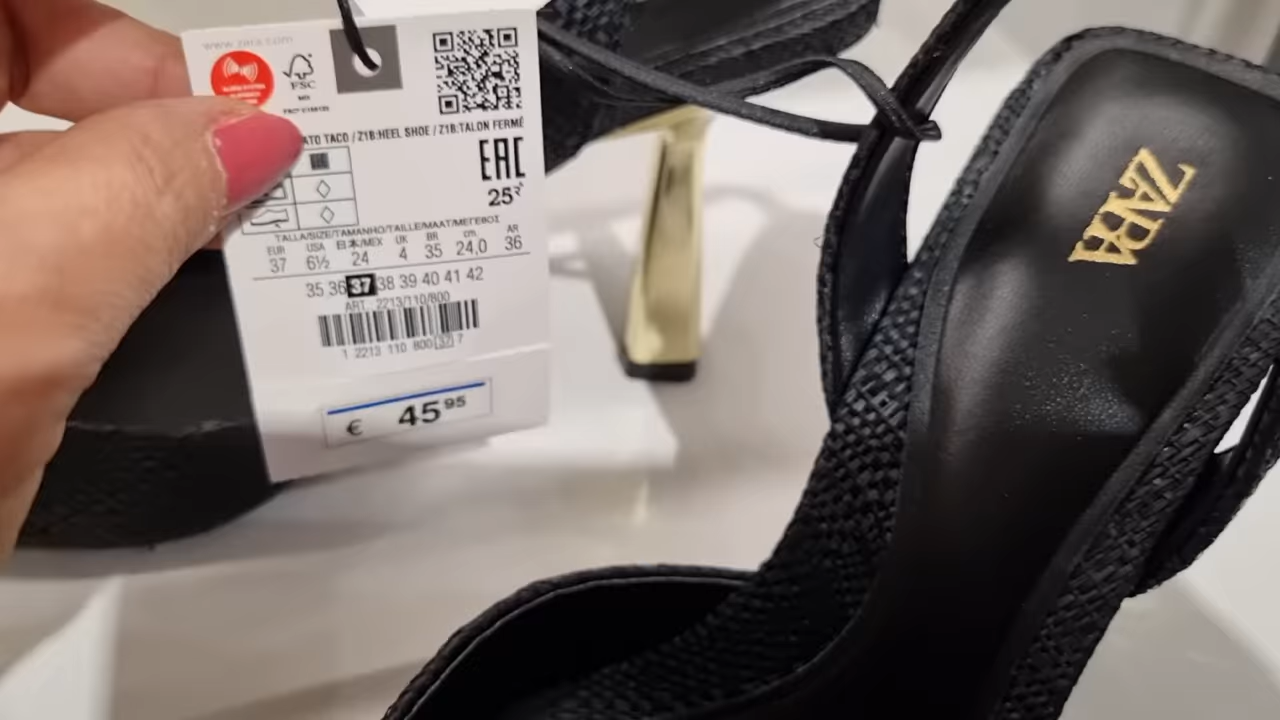 www.zara.com
FSC
MIX
ATO TACO / Z1B:HEEL SHOE / Z1B:TALON FERMÉ
EAC
25
TALLA/SIZE/TAMANHO/TAILLE/MAAT/ΜΕΓΕΘΟΣ
EUR USA 日本/MEX UK BR cm. AR
37 6½ 24 4 35 24,0 36
35 36 37 38 39 40 41 42
ART. 2213/110/800
1 2213 110 800 (37) 7
€ 45 95
ZARA